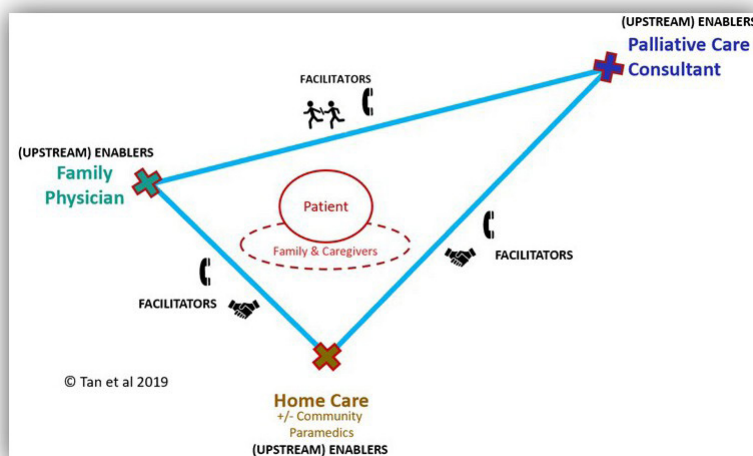 (UPSTREAM) ENABLERS
Palliative Care
Consultant
FACILITATORS
(UPSTREAM) ENABLERS
Family
Physician
Patient
Family & Caregivers
FACILITATORS
FACILITATORS
© Tan et al 2019
Home Care
+/- Community
Paramedics
(UPSTREAM) ENABLERS